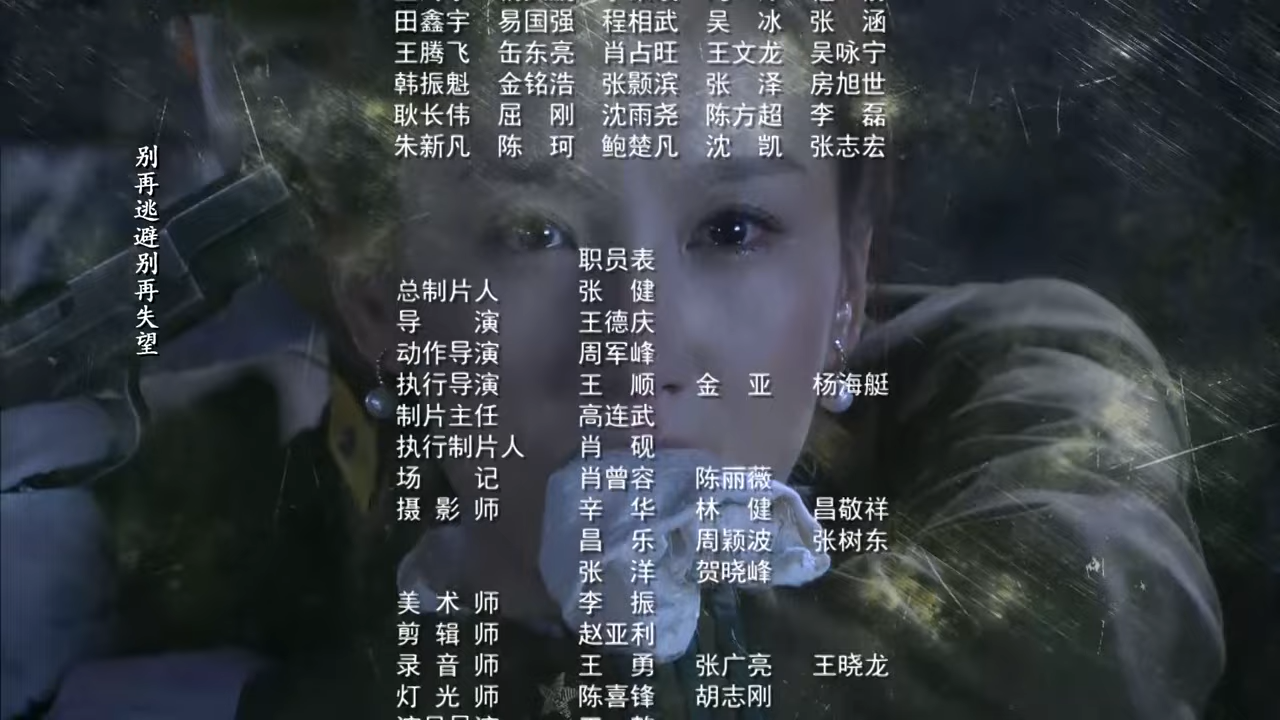 田鑫宇 易国强 程相武 吴冰 张涵
王腾飞 缶东亮 肖占旺 王文龙 吴咏宁
韩振魁 金铭浩 张颢滨 张泽 房旭世
耿长伟 屈刚 沈雨尧 陈方超 李磊
朱新凡 陈珂 鲍楚凡 沈凯 张志宏
别再逃避别再失望
职员表
总制片人 张健
导演 王德庆
动作导演 周军峰
执行导演 王顺 金亚 杨海艇
制片主任 高连武
执行制片人 肖砚
场记 肖曾容 陈丽薇
摄影师 辛华 林健 昌敬祥
昌乐 周颖波 张树东
张洋 贺晓峰
美术师 李振
剪辑师 赵亚利
录音师 王勇 张广亮 王晓龙
灯光师 陈喜锋 胡志刚